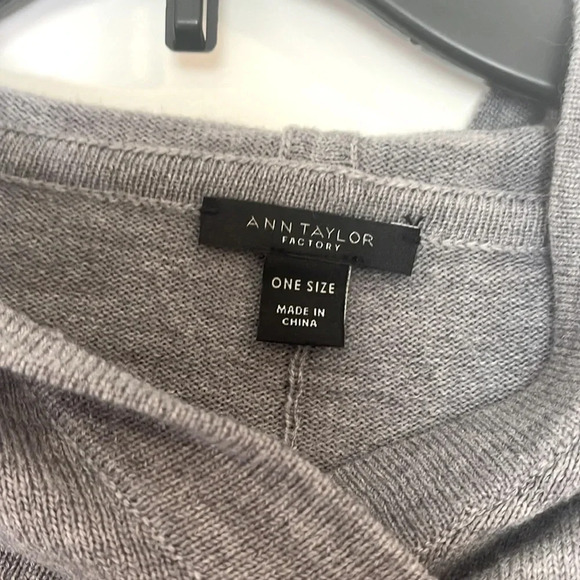 ANN TAYLOR
FACTORY
ONE SIZE
MADE IN
CHINA